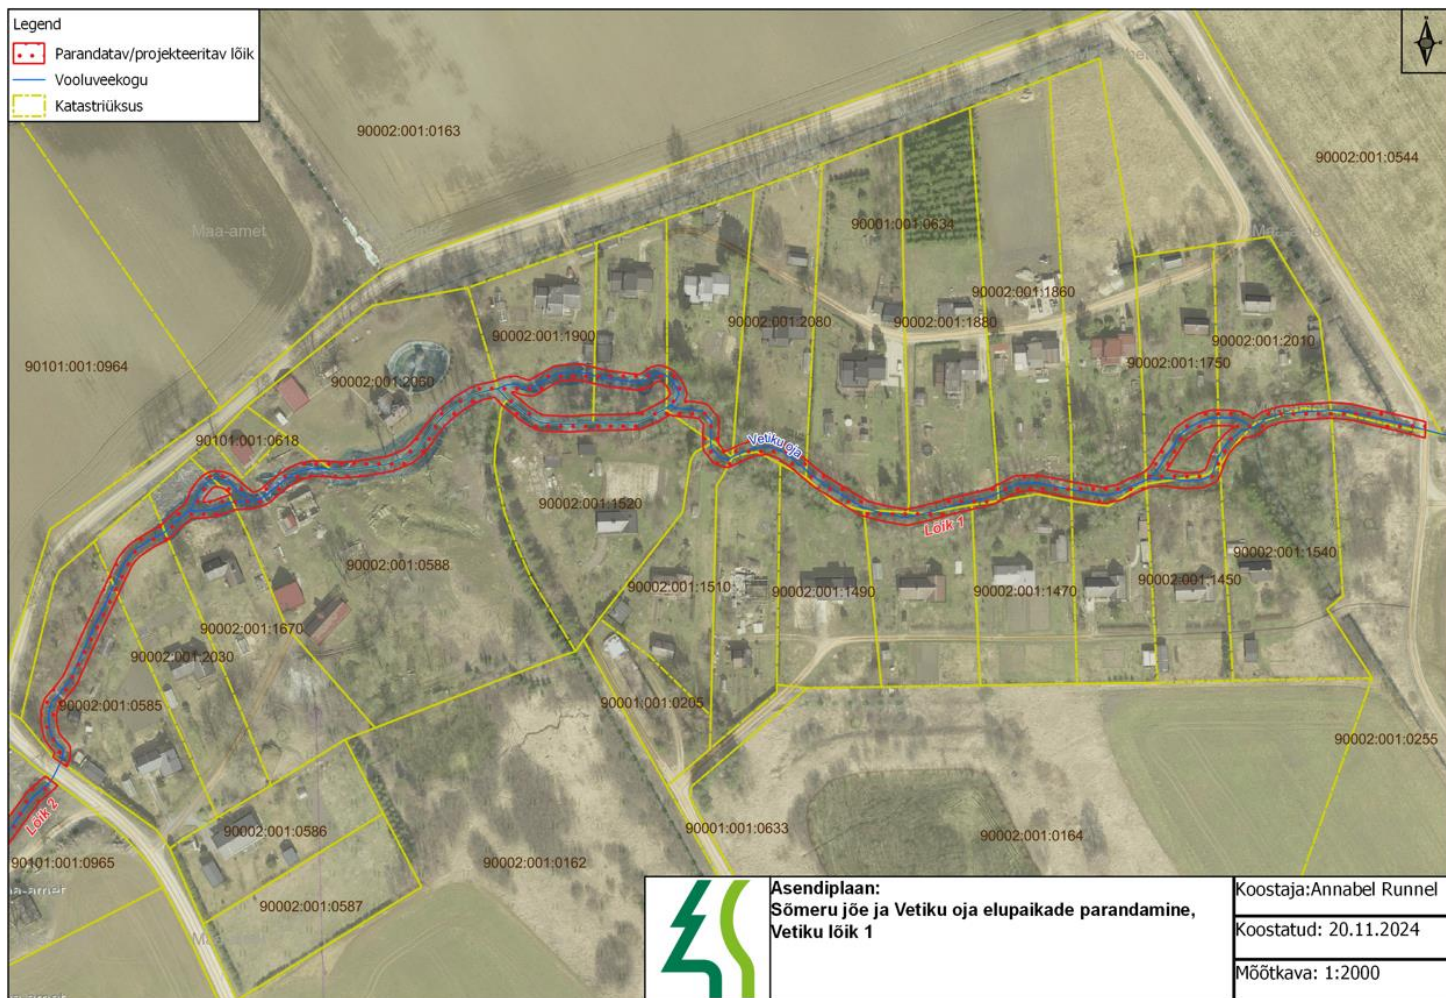 Legend
Parandatav/projekteeritav lõik
Vooluveekogu
Katastriüksus
90002:001:0163
90002:001:0544
Maa-amet
90001:001:0634
90002:001:1860
90002:001:2080
90002:001:1880
90002:001:1900
90002:001:2010
90101:001:0964
90002:001:1750
90002:001:2060
90101:001:0618
Vetiku oja
90002:001:1520
Lõik 1
90002:001:0588
90002:001:1540
90002:001:1510
90002:001:1490
90002:001:1470
90002:001:1450
90002:001:1670
90002:001:2030
90002:001:0585
90001:001:0205
90002:001:0255
Lõik 2
90002:001:0586
90001:001:0633
90002:001:0164
90101:001:0965
90002:001:0162
90002:001:0587
Asendiplaan:
Sõmeru jõe ja Vetiku oja elupaikade parandamine,
Vetiku lõik 1
Koostaja:Annabel Runnel
Koostatud: 20.11.2024
Mõõtkava: 1:2000